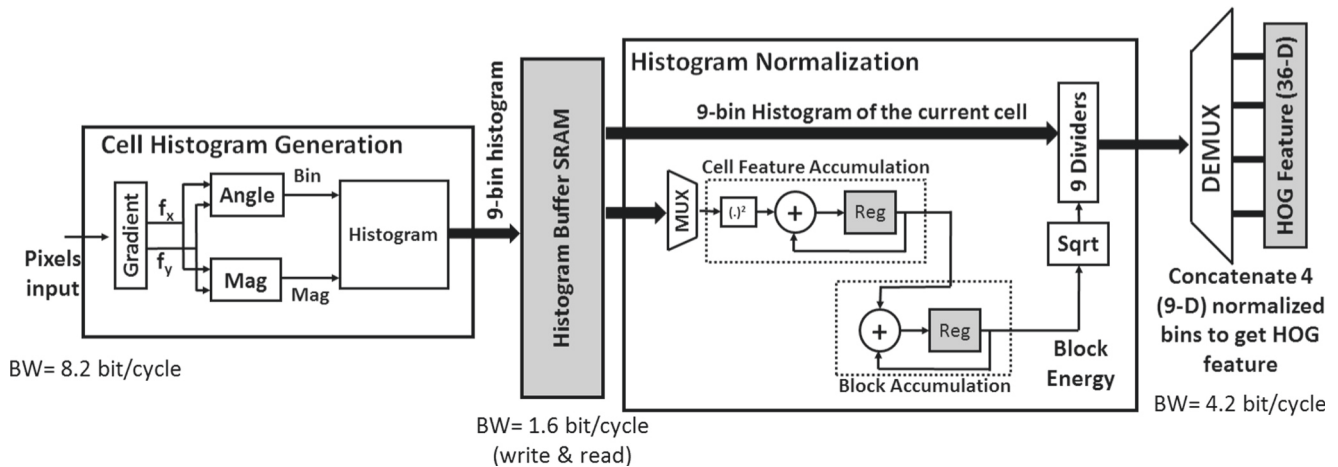 Cell Histogram Generation
Pixels
input
Gradient
fx
fy
Angle
Mag
Bin
Mag
Histogram
BW= 8.2 bit/cycle
9-bin histogram
Histogram Buffer SRAM
BW= 1.6 bit/cycle
(write & read)
Histogram Normalization
9-bin Histogram of the current cell
MUX
Cell Feature Accumulation
(.)²
+
Reg
+
Reg
Block Accumulation
Block
Energy
Sqrt
9 Dividers
DEMUX
HOG Feature (36-D)
Concatenate 4
(9-D) normalized
bins to get HOG
feature
BW= 4.2 bit/cycle